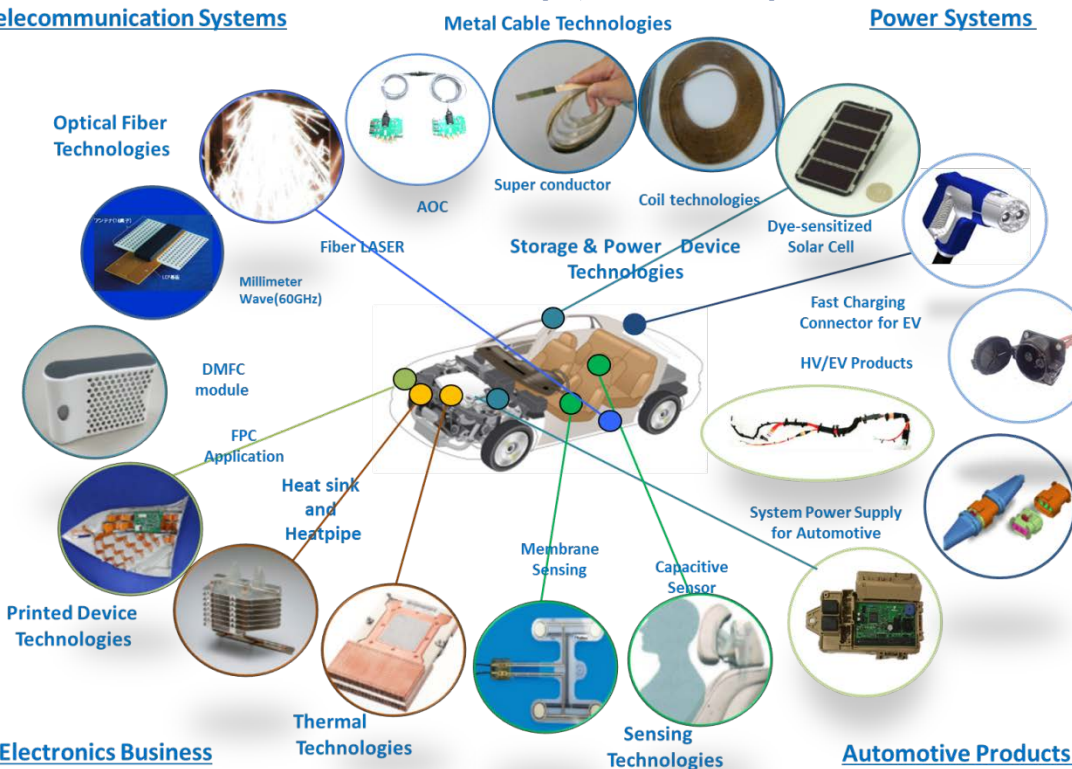 elecommunication Systems
Metal Cable Technologies
Power Systems
Optical Fiber
Technologies
Super conductor
AOC
Coil technologies
Dye-sensitized
Solar Cell
Fiber LASER
Storage & Power Device
Technologies
Millimeter
Wave(60GHz)
Fast Charging
Connector for EV
HV/EV Products
DMFC
module
FPC
Application
Heat sink
and
Heatpipe
System Power Supply
for Automotive
Membrane
Sensing
Capacitive
Sensor
Printed Device
Technologies
Thermal
Technologies
Sensing
Technologies
Electronics Business
Automotive Products